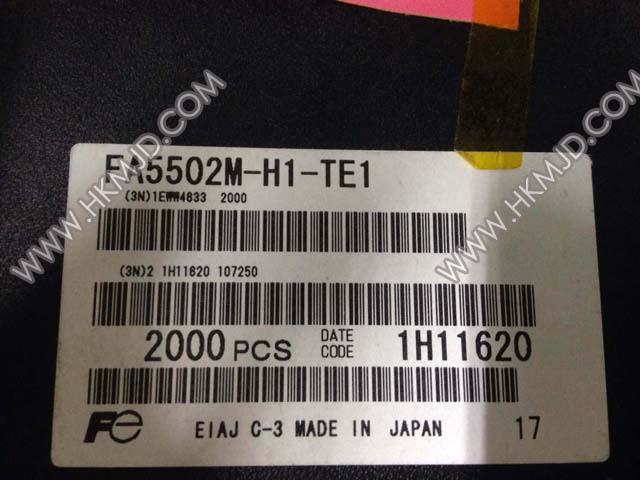 FA5502M-H1-TE1
(3N)1EWW4633 2000
(3N)2 1H11620 107250
2000 PCS DATE CODE 1H11620
Fe EIAJ C-3 MADE IN JAPAN 17
WWW.HKMJD.COM
WWW.HKMJD.COM